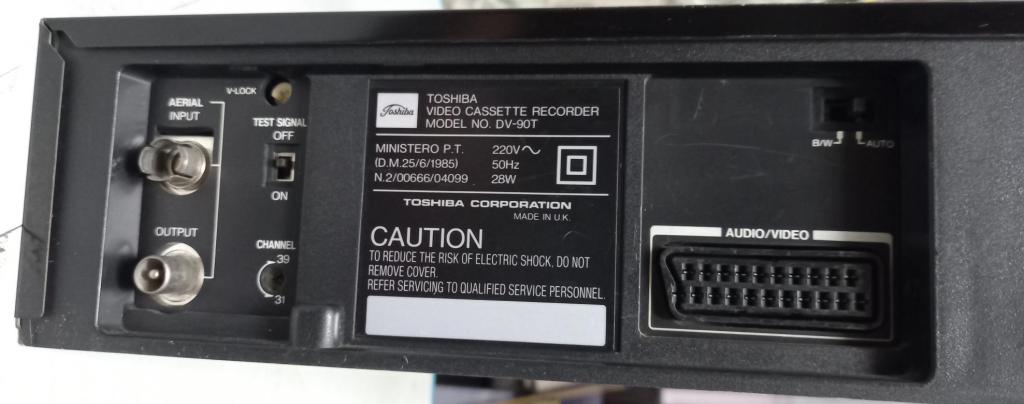 V-LOCK
AERIAL
INPUT
TEST SIGNAL
OFF
ON
OUTPUT
CHANNEL
39
31
Toshiba
TOSHIBA
VIDEO CASSETTE RECORDER
MODEL NO. DV-90T
MINISTERO P.T. 220V~
(D.M.25/6/1985) 50Hz
N.2/00666/04099 28W
TOSHIBA CORPORATION
MADE IN U.K.
CAUTION
TO REDUCE THE RISK OF ELECTRIC SHOCK, DO NOT
REMOVE COVER.
REFER SERVICING TO QUALIFIED SERVICE PERSONNEL.
B/W AUTO
AUDIO/VIDEO